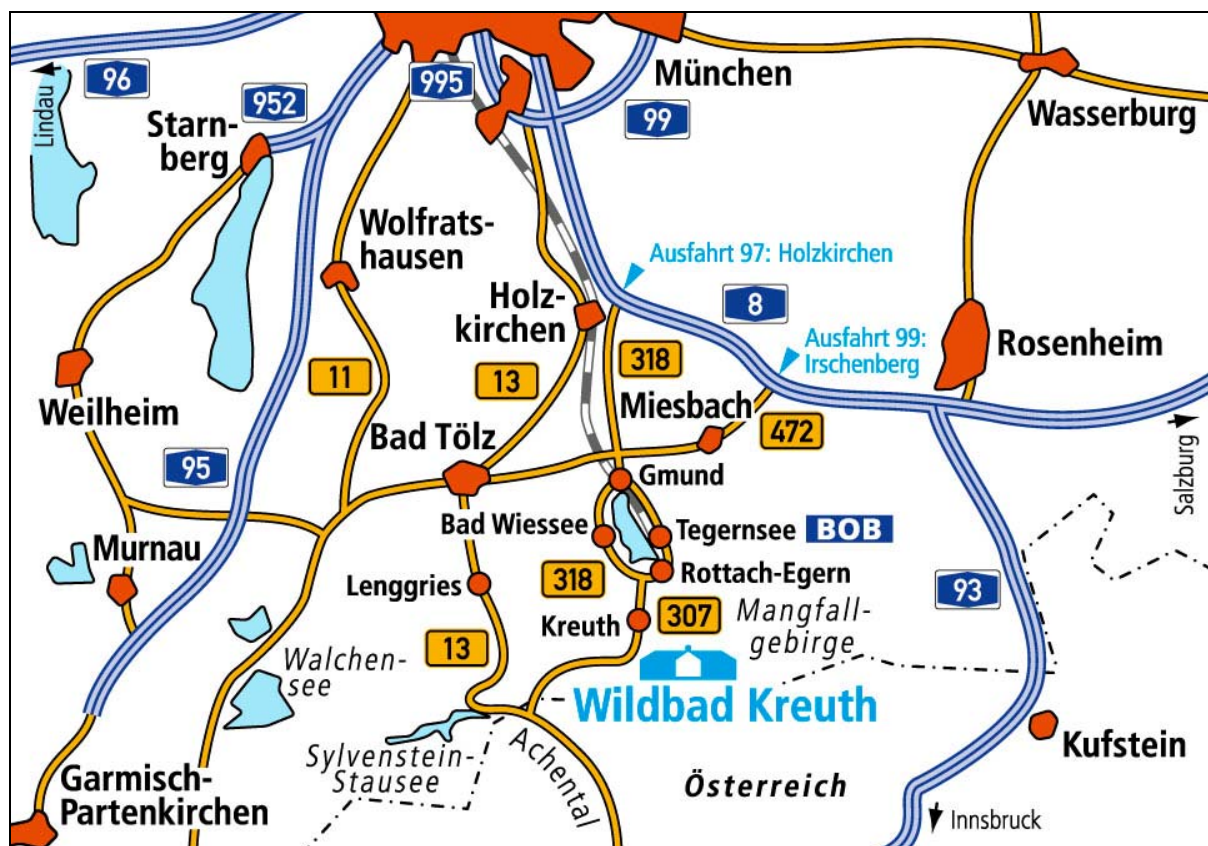 96
Lindau
952
995
München
99
Wasserburg
Starn-
berg
Wolfrats-
hausen
Ausfahrt 97: Holzkirchen
Holz-
kirchen
8
Ausfahrt 99:
Irschenberg
Rosenheim
318
11
13
Miesbach
472
Weilheim
Bad Tölz
95
Gmund
Salzburg
Bad Wiessee
Tegernsee
BOB
Murnau
Lenggries
318
Rottach-Egern
93
Kreuth
307
Mangfall-
gebirge
13
Walchen-
see
Wildbad Kreuth
Sylvenstein-
Stausee
Achental
Kufstein
Garmisch-
Partenkirchen
Österreich
Innsbruck